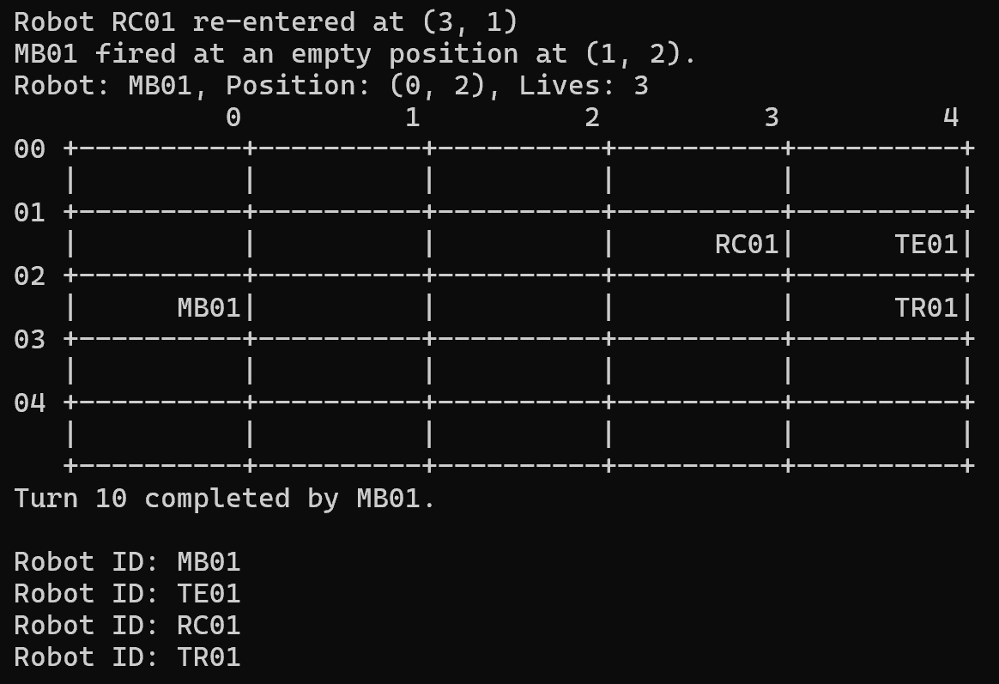 Robot RC01 re-entered at (3, 1)
MB01 fired at an empty position at (1, 2).
Robot: MB01, Position: (0, 2), Lives: 3
          0          1          2          3          4
00 +----------+----------+----------+----------+----------+
   |          |          |          |          |          |
01 +----------+----------+----------+----------+----------+
   |          |          |          |      RC01|      TE01|
02 +----------+----------+----------+----------+----------+
   |      MB01|          |          |          |      TR01|
03 +----------+----------+----------+----------+----------+
   |          |          |          |          |          |
04 +----------+----------+----------+----------+----------+
   |          |          |          |          |          |
   +----------+----------+----------+----------+----------+
Turn 10 completed by MB01.

Robot ID: MB01
Robot ID: TE01
Robot ID: RC01
Robot ID: TR01